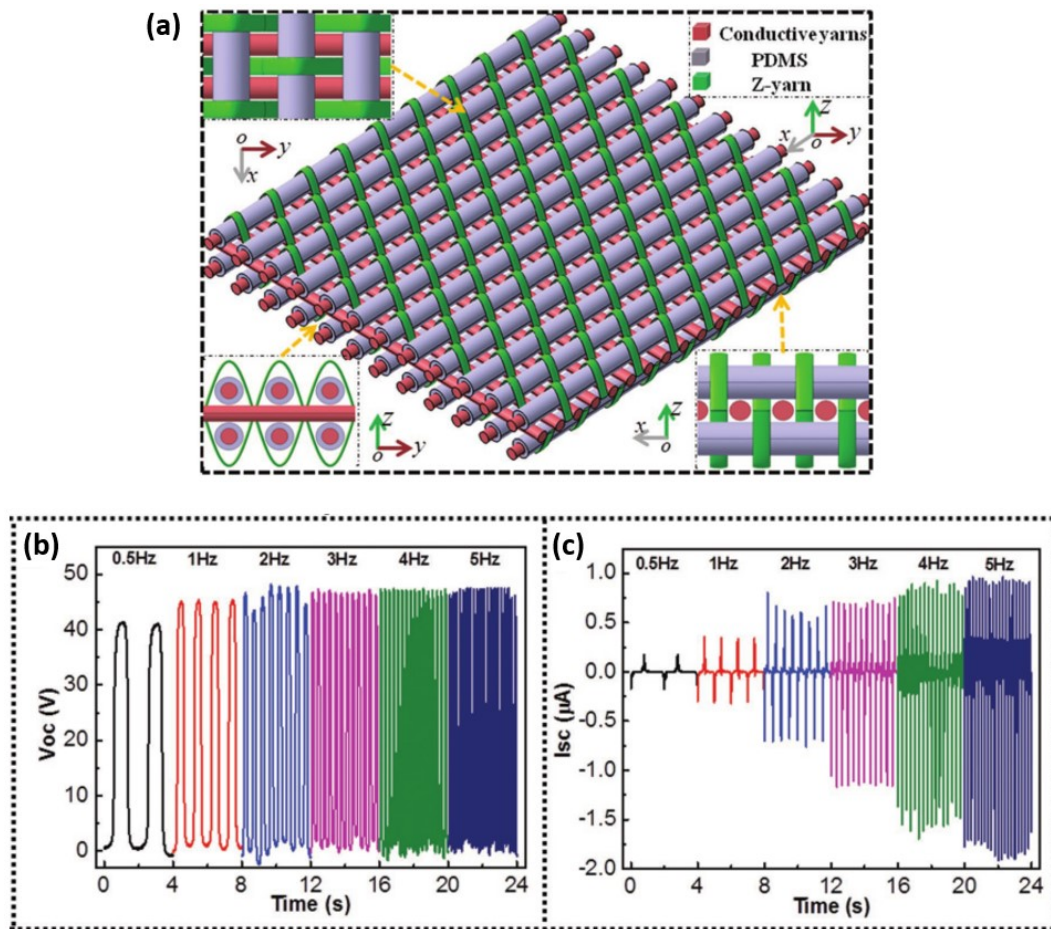 (a)
Conductive yarns
PDMS
Z-yarn
o
y
x
z
x
o
y
z
o
y
z
x
o
(b)
0.5Hz 1Hz 2Hz 3Hz 4Hz 5Hz
50
40
30
20
10
0
Voc (V)
0 4 8 12 16 20 24
Time (s)
(c)
0.5Hz 1Hz 2Hz 3Hz 4Hz 5Hz
1.0
0.5
0.0
-0.5
-1.0
-1.5
-2.0
Isc (μA)
0 4 8 12 16 20 24
Time (s)